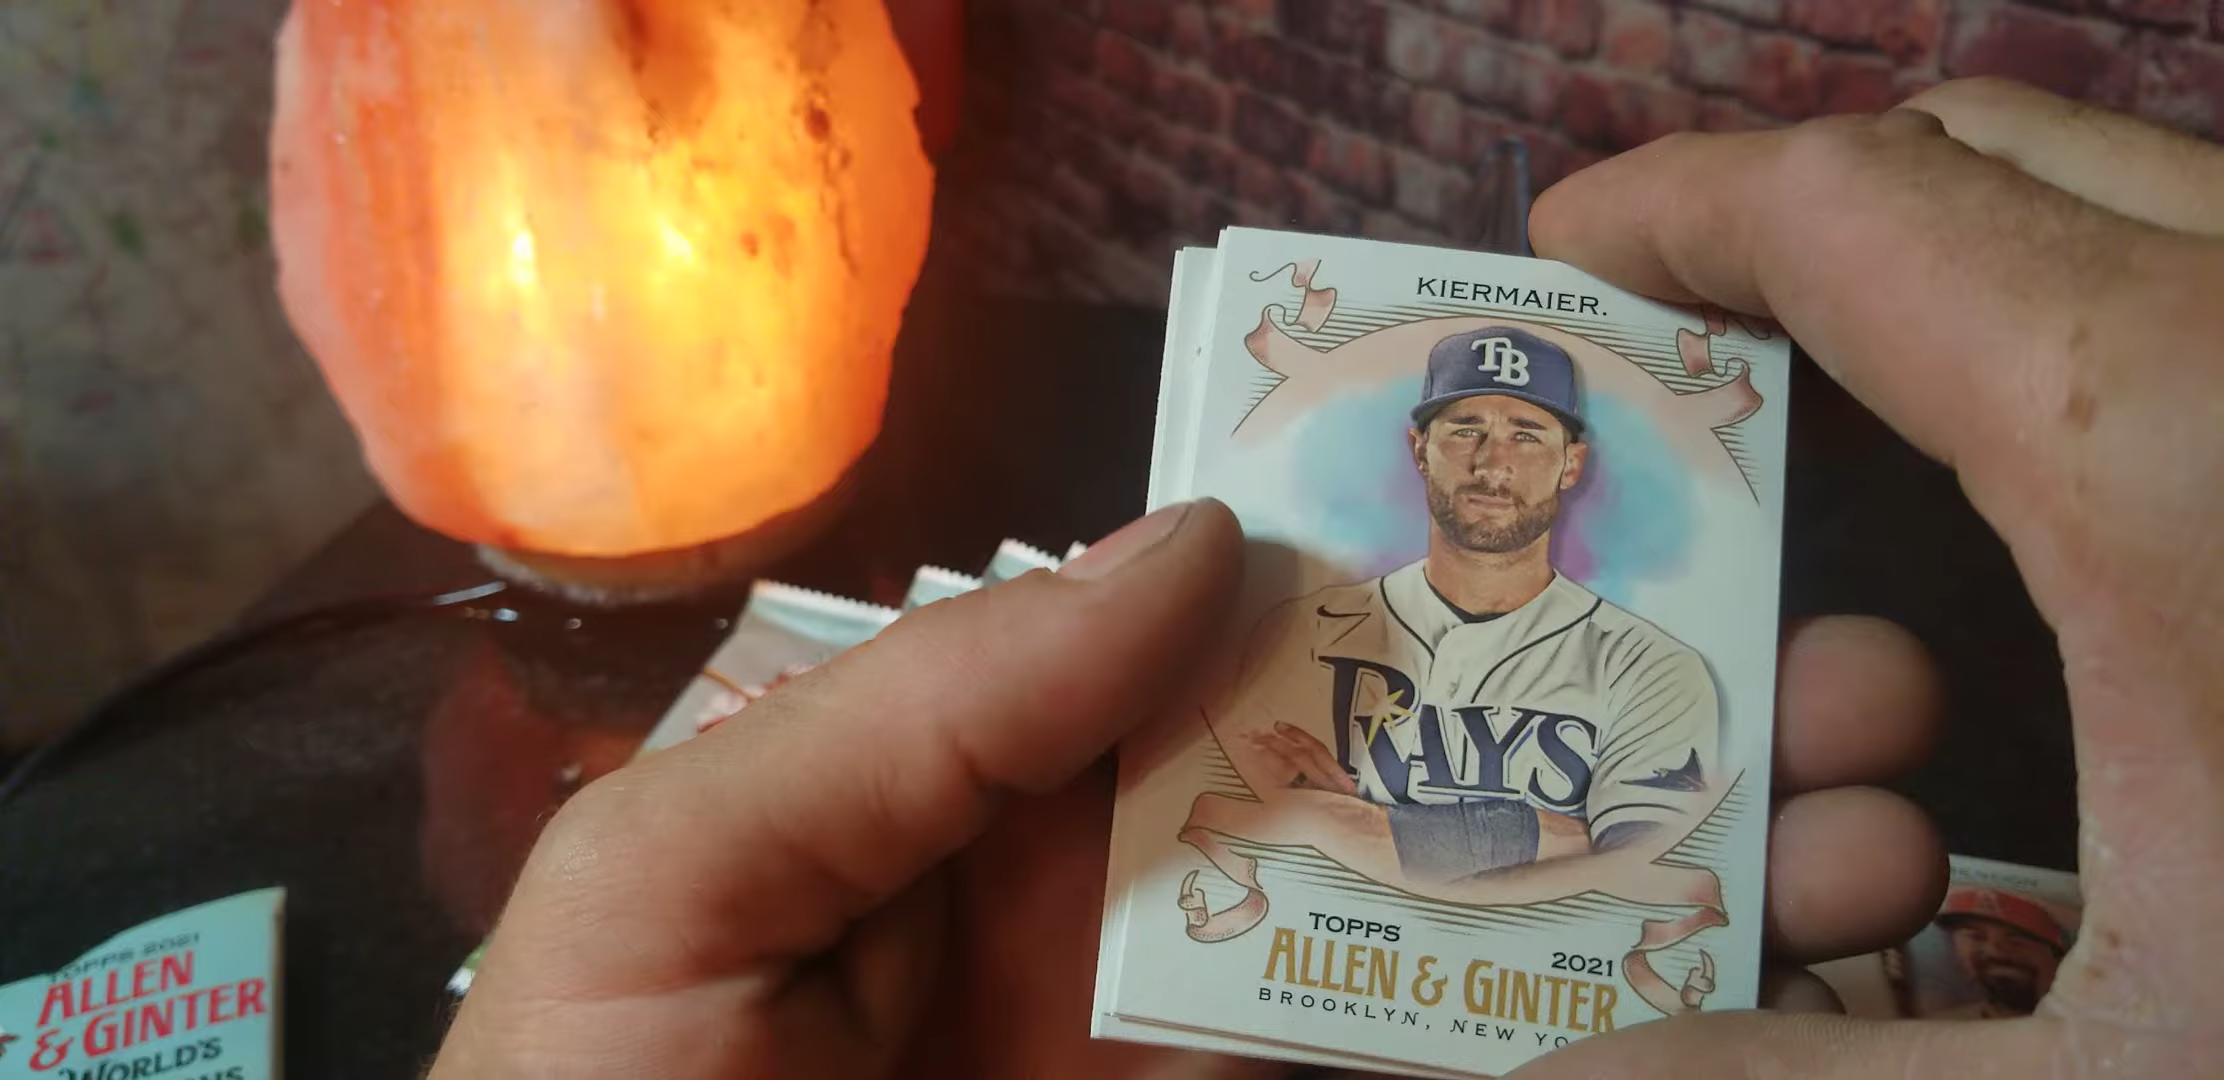 KIERMAIER.
TB
RAYS
TOPPS
2021
ALLEN & GINTER
BROOKLYN, NEW YO
TOPPS 2021
ALLEN
& GINTER
WORLD'S